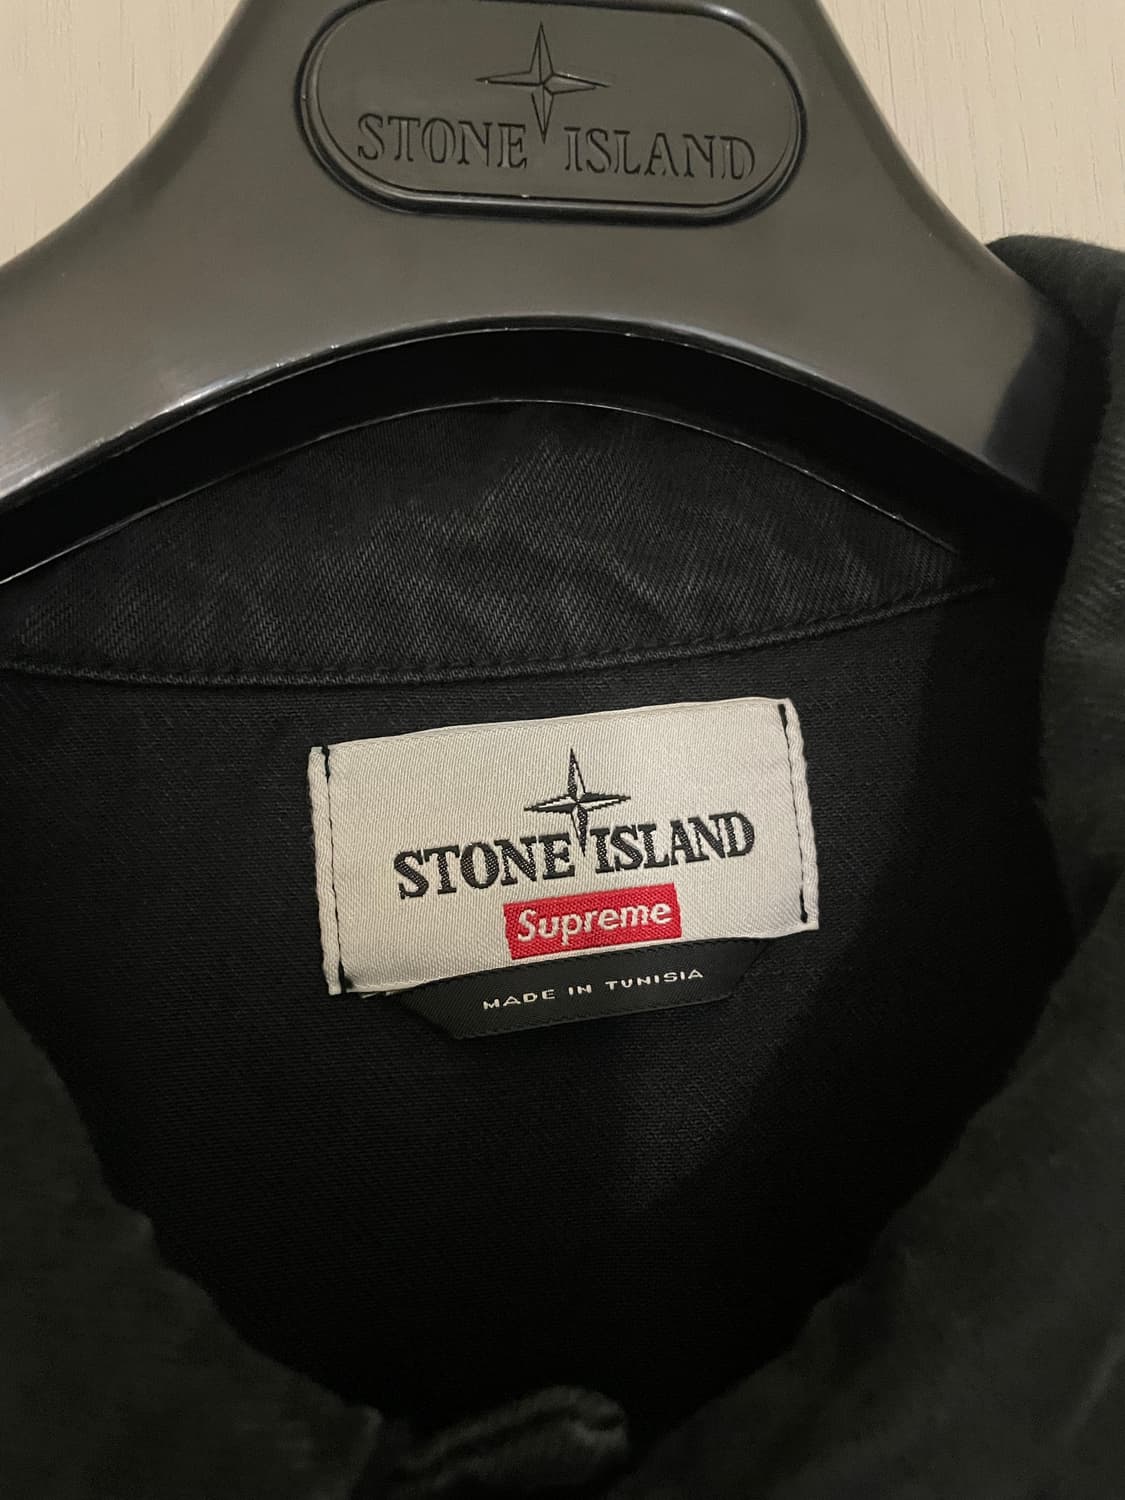 STONE ISLAND
STONE ISLAND
Supreme
MADE IN TUNISIA